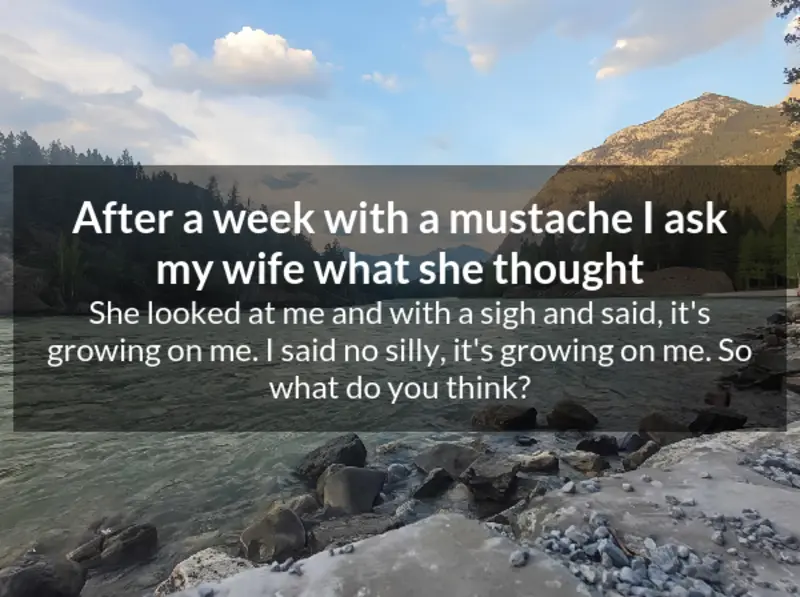 After a week with a mustache I ask
my wife what she thought
She looked at me and with a sigh and said, it's
growing on me. I said no silly, it's growing on me. So
what do you think?